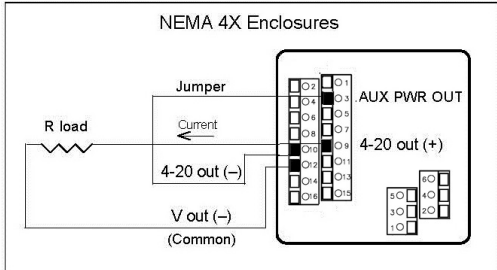 NEMA 4X Enclosures
Jumper
AUX PWR OUT
R load
Current
4-20 out (+)
4-20 out (–)
V out (–)
(Common)
2
4
6
8
10
12
14
16
1
3
5
7
9
11
13
15
5
3
1
6
4
2